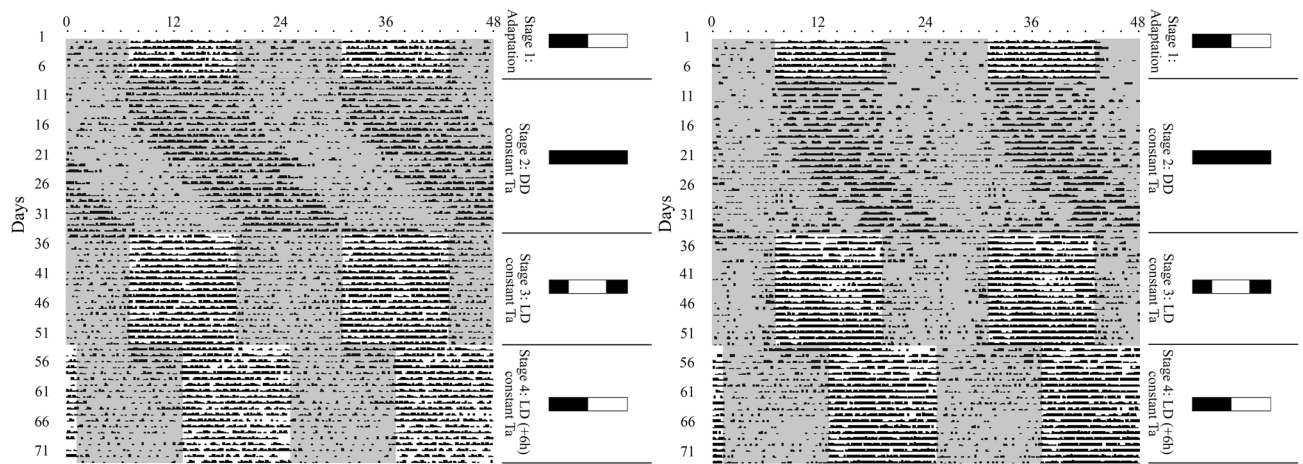 0 12 24 36 48
1
6
11
16
21
26
31
36
41
46
51
56
61
66
71
Days
Stage 1:
Adaptation
Stage 2: DD
constant Ta
Stage 3: LD
constant Ta
Stage 4: LD (+6h)
constant Ta
0 12 24 36 48
1
6
11
16
21
26
31
36
41
46
51
56
61
66
71
Days
Stage 1:
Adaptation
Stage 2: DD
constant Ta
Stage 3: LD
constant Ta
Stage 4: LD (+6h)
constant Ta